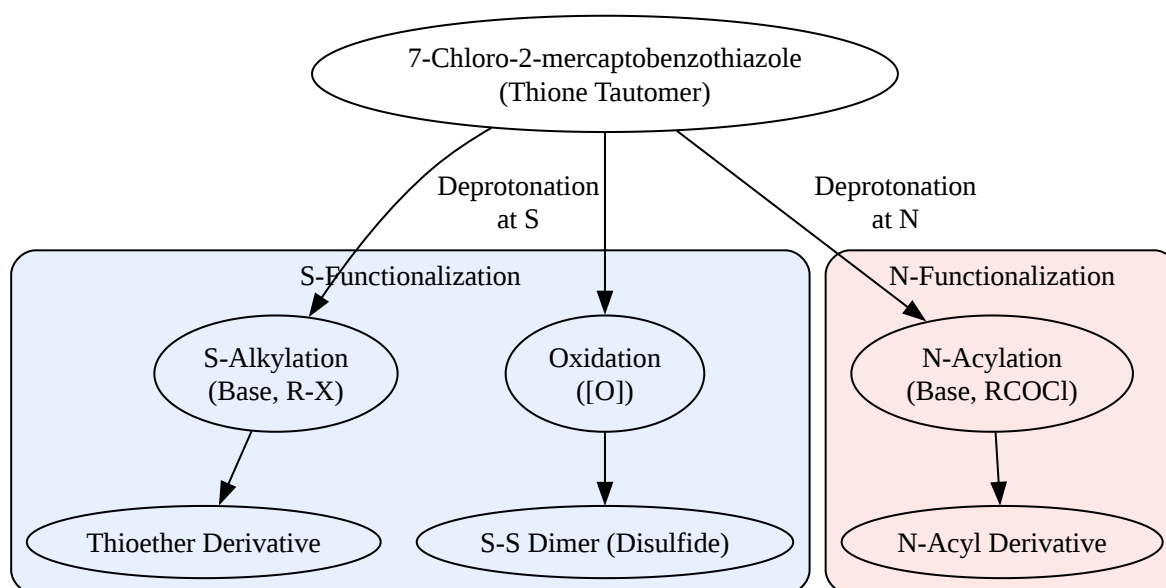 7-Chloro-2-mercaptobenzothiazole
(Thione Tautomer)
Deprotonation
at S
Deprotonation
at N
S-Functionalization
N-Functionalization
S-Alkylation
(Base, R-X)
Oxidation
([O])
N-Acylation
(Base, RCOCl)
Thioether Derivative
S-S Dimer (Disulfide)
N-Acyl Derivative